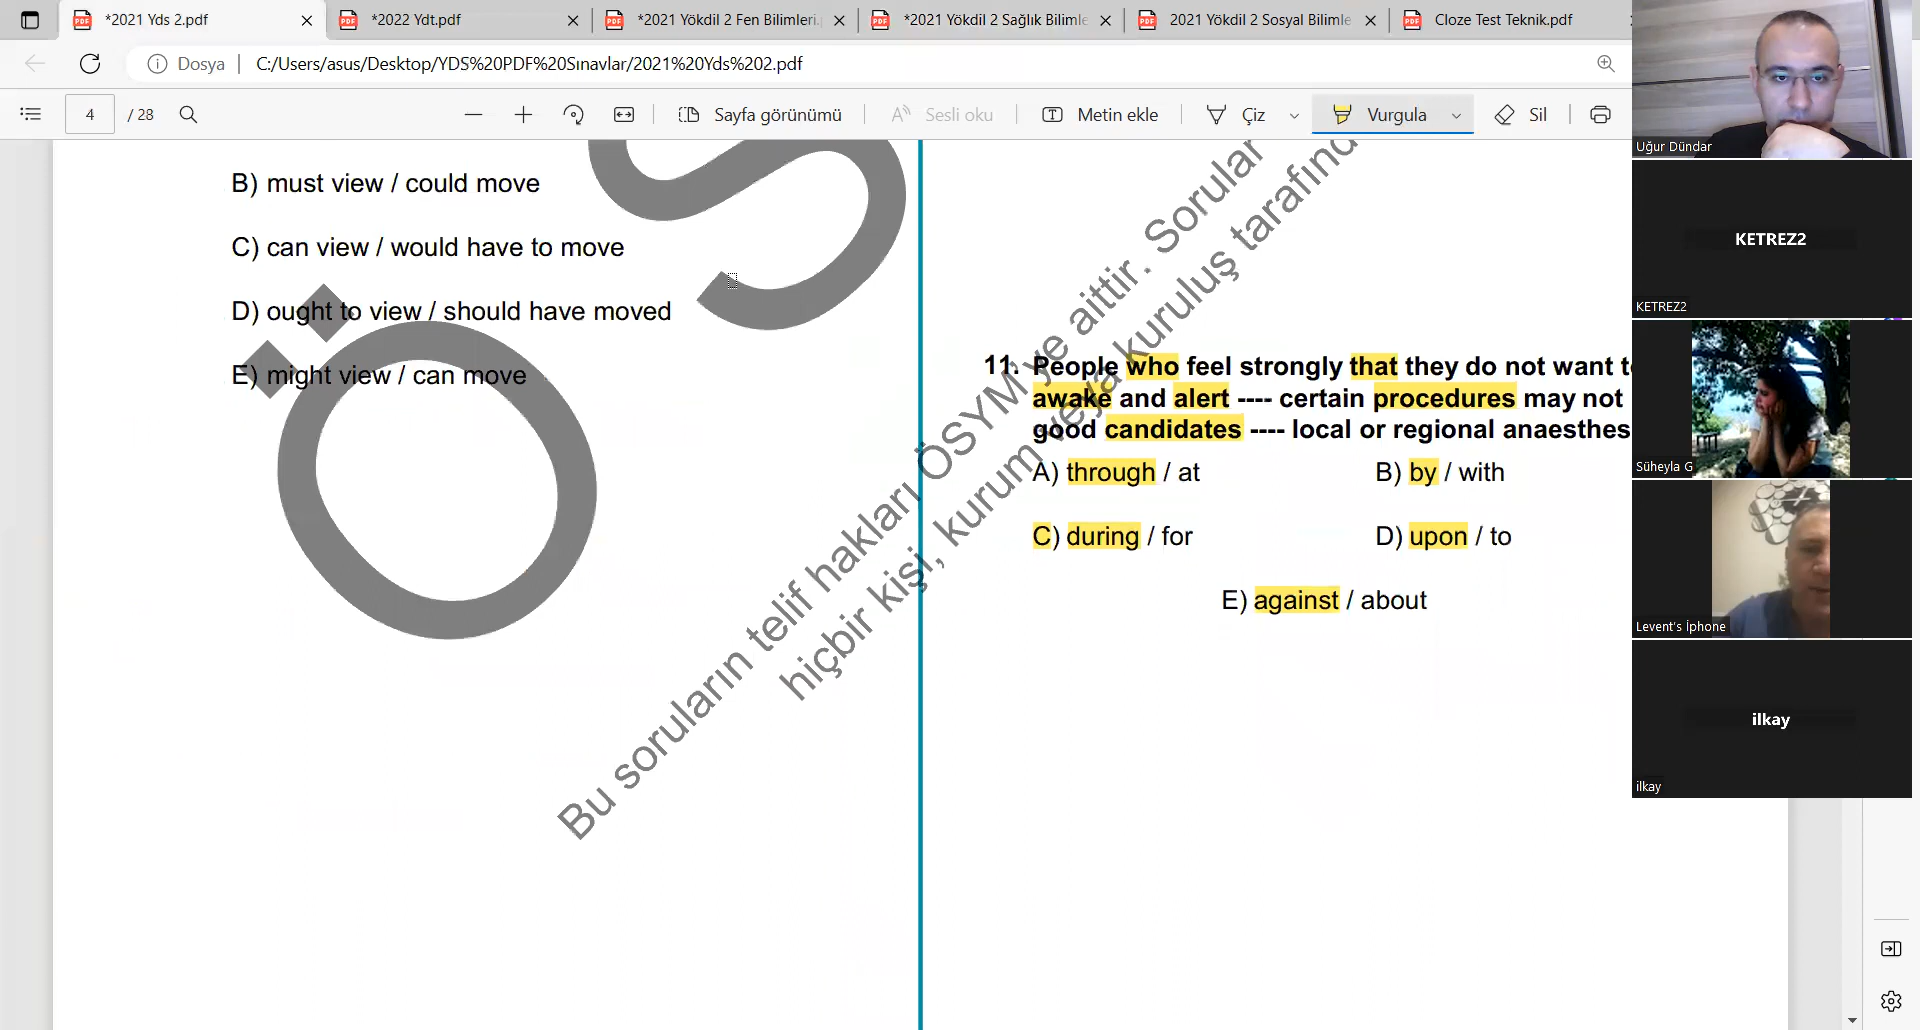 *2021 Yds 2.pdf
*2022 Ydt.pdf
*2021 Yökdil 2 Fen Bilimleri.
*2021 Yökdil 2 Sağlık Bilimle
2021 Yökdil 2 Sosyal Bilimle
Cloze Test Teknik.pdf
Dosya
C:/Users/asus/Desktop/YDS%20PDF%20Sınavlar/2021%20Yds%202.pdf
4 / 28
Sayfa görünümü
Sesli oku
Metin ekle
Çiz
Vurgula
Sil
B) must view / could move
C) can view / would have to move
D) ought to view / should have moved
E) might view / can move
ÖS
Bu soruların telif hakları ÖSYM'ye aittir. Sorular
hiçbir kişi, kurum veya kuruluş tarafınd
11. People who feel strongly that they do not want t
awake and alert ---- certain procedures may not
good candidates ---- local or regional anaesthes
A) through / at
B) by / with
C) during / for
D) upon / to
E) against / about
Uğur Dündar
KETREZ2
KETREZ2
Süheyla G
Levent's İphone
ilkay
ilkay